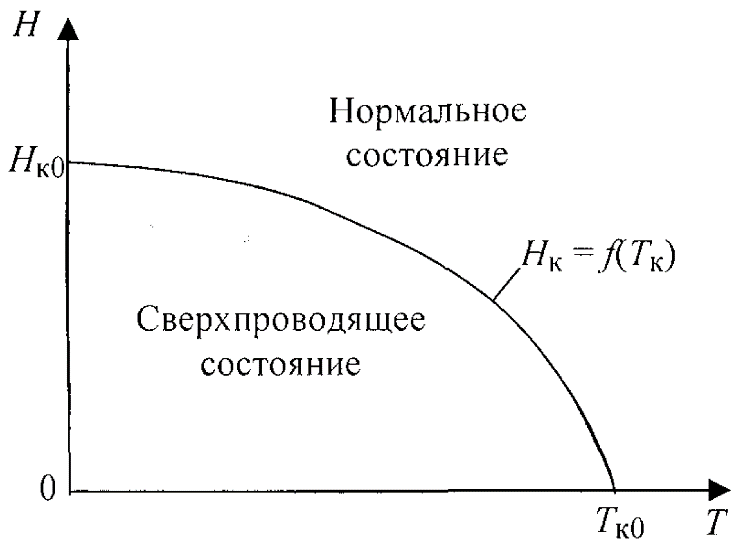 H
Нормальное
состояние
Hк0
Hк = f(Tк)
Сверхпроводящее
состояние
0
Tк0
T